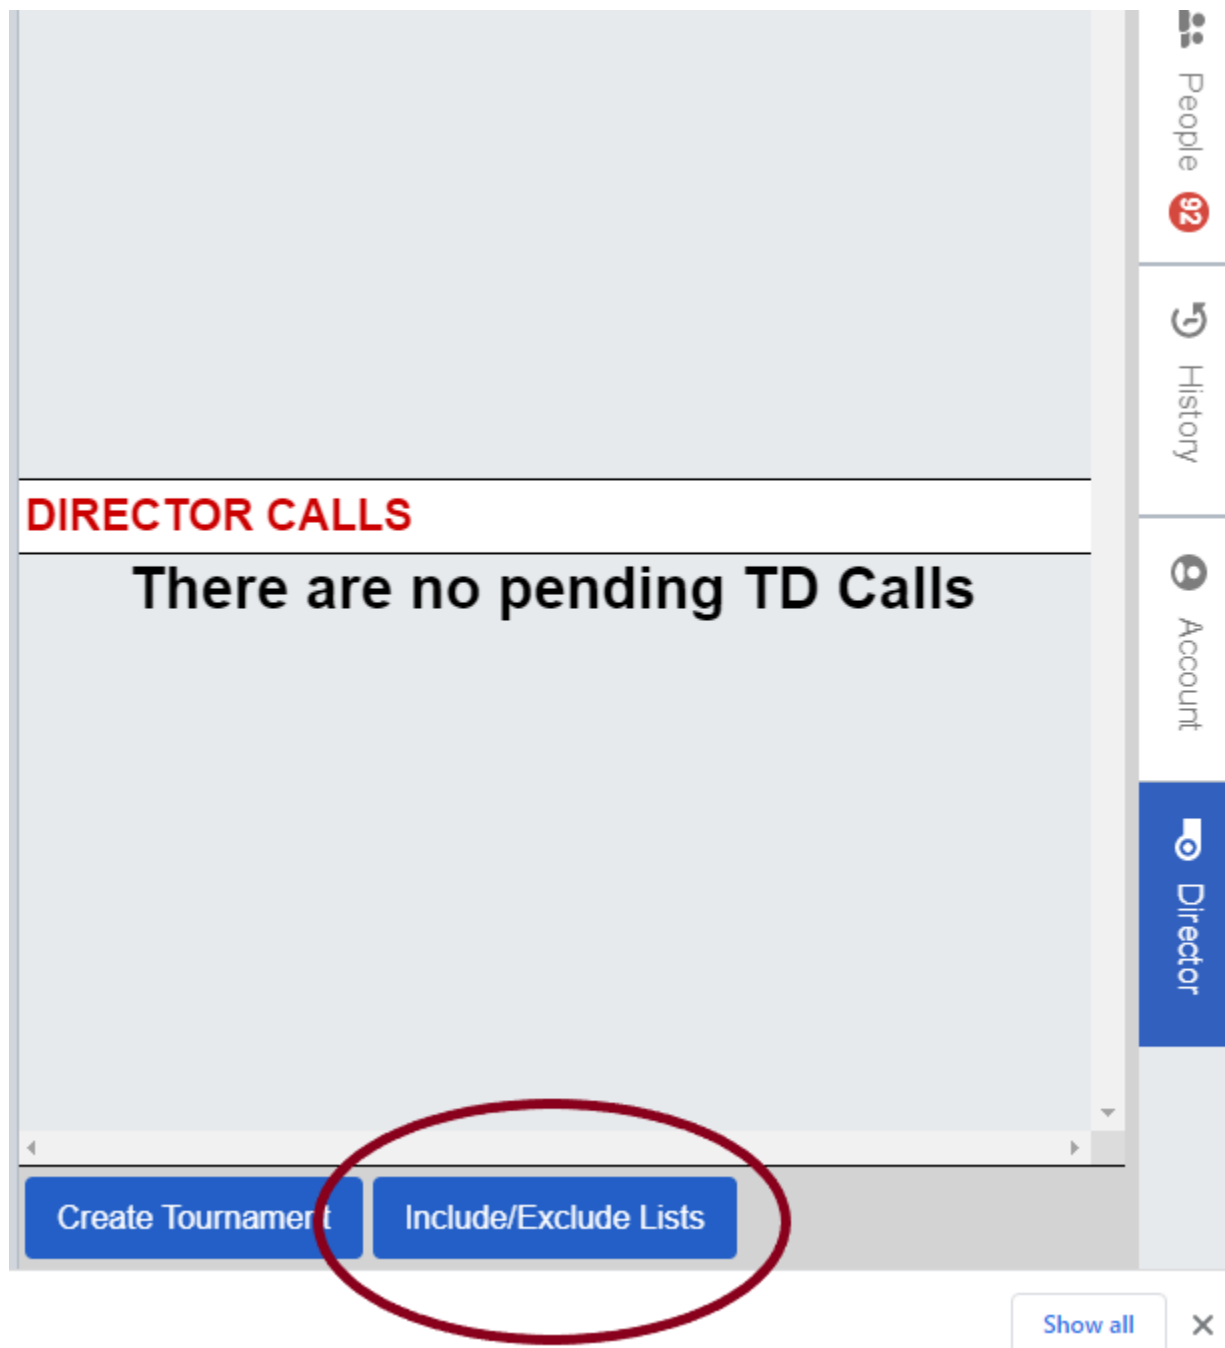 People 92
History
DIRECTOR CALLS
There are no pending TD Calls
Account
Director
Create Tournament
Include/Exclude Lists
Show all